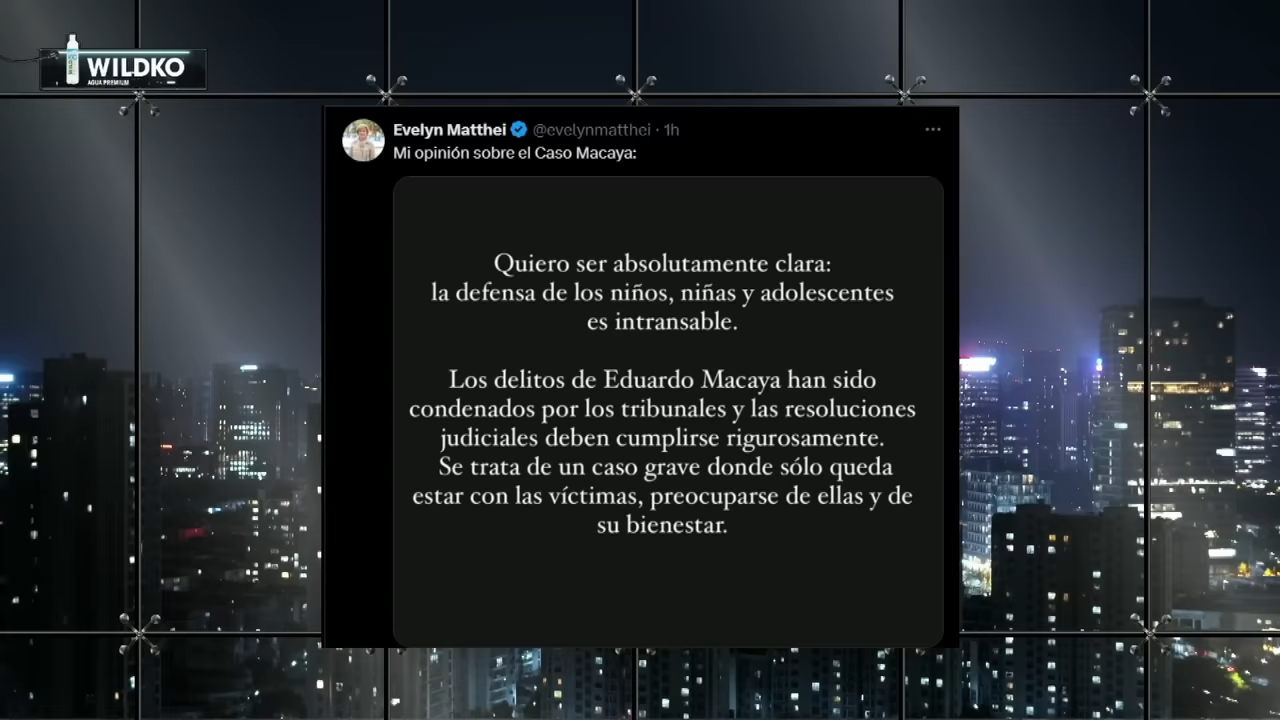 WILDKO
AGUA PREMIUM
Evelyn Matthei @evelynmatthei · 1h
Mi opinión sobre el Caso Macaya:
Quiero ser absolutamente clara:
la defensa de los niños, niñas y adolescentes
es intransable.
Los delitos de Eduardo Macaya han sido
condenados por los tribunales y las resoluciones
judiciales deben cumplirse rigurosamente.
Se trata de un caso grave donde sólo queda
estar con las víctimas, preocuparse de ellas y de
su bienestar.